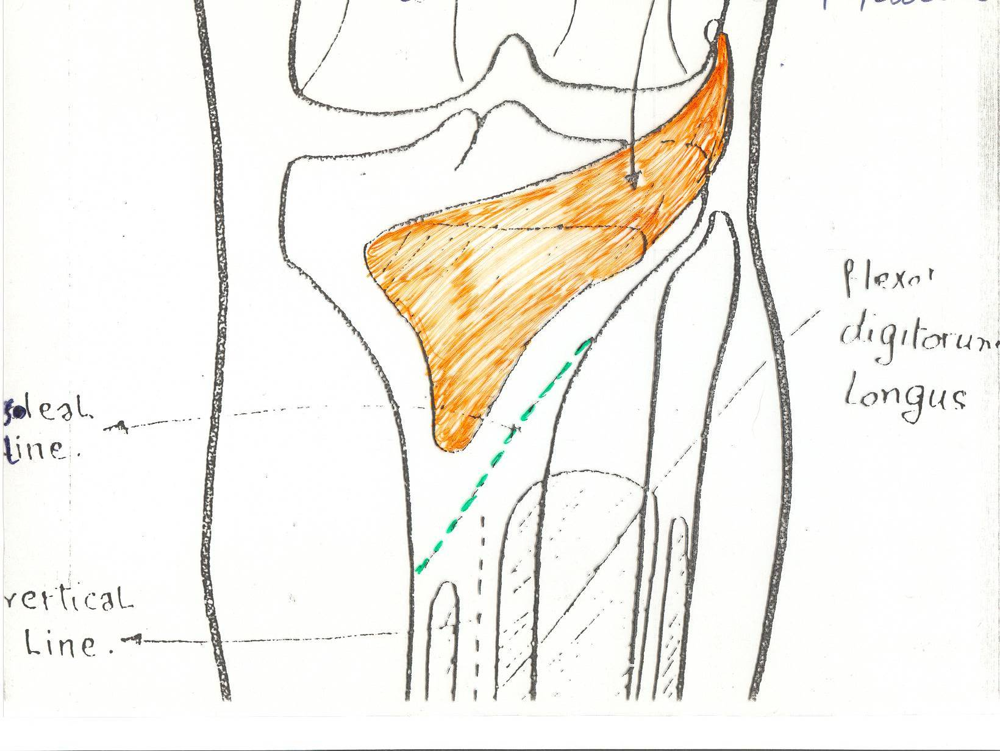 flexor
digitorum
Longus
soleal
Line.
vertical
Line.